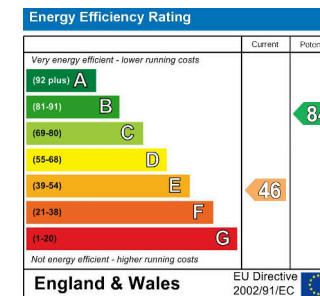 Energy Efficiency Rating
Current
Very energy efficient - lower running costs
(92 plus) A
(81-91) B
84
(69-80) C
(55-68) D
(39-54) E
46
(21-38) F
(1-20) G
Not energy efficient - higher running costs
England & Wales
EU Directive
2002/91/EC